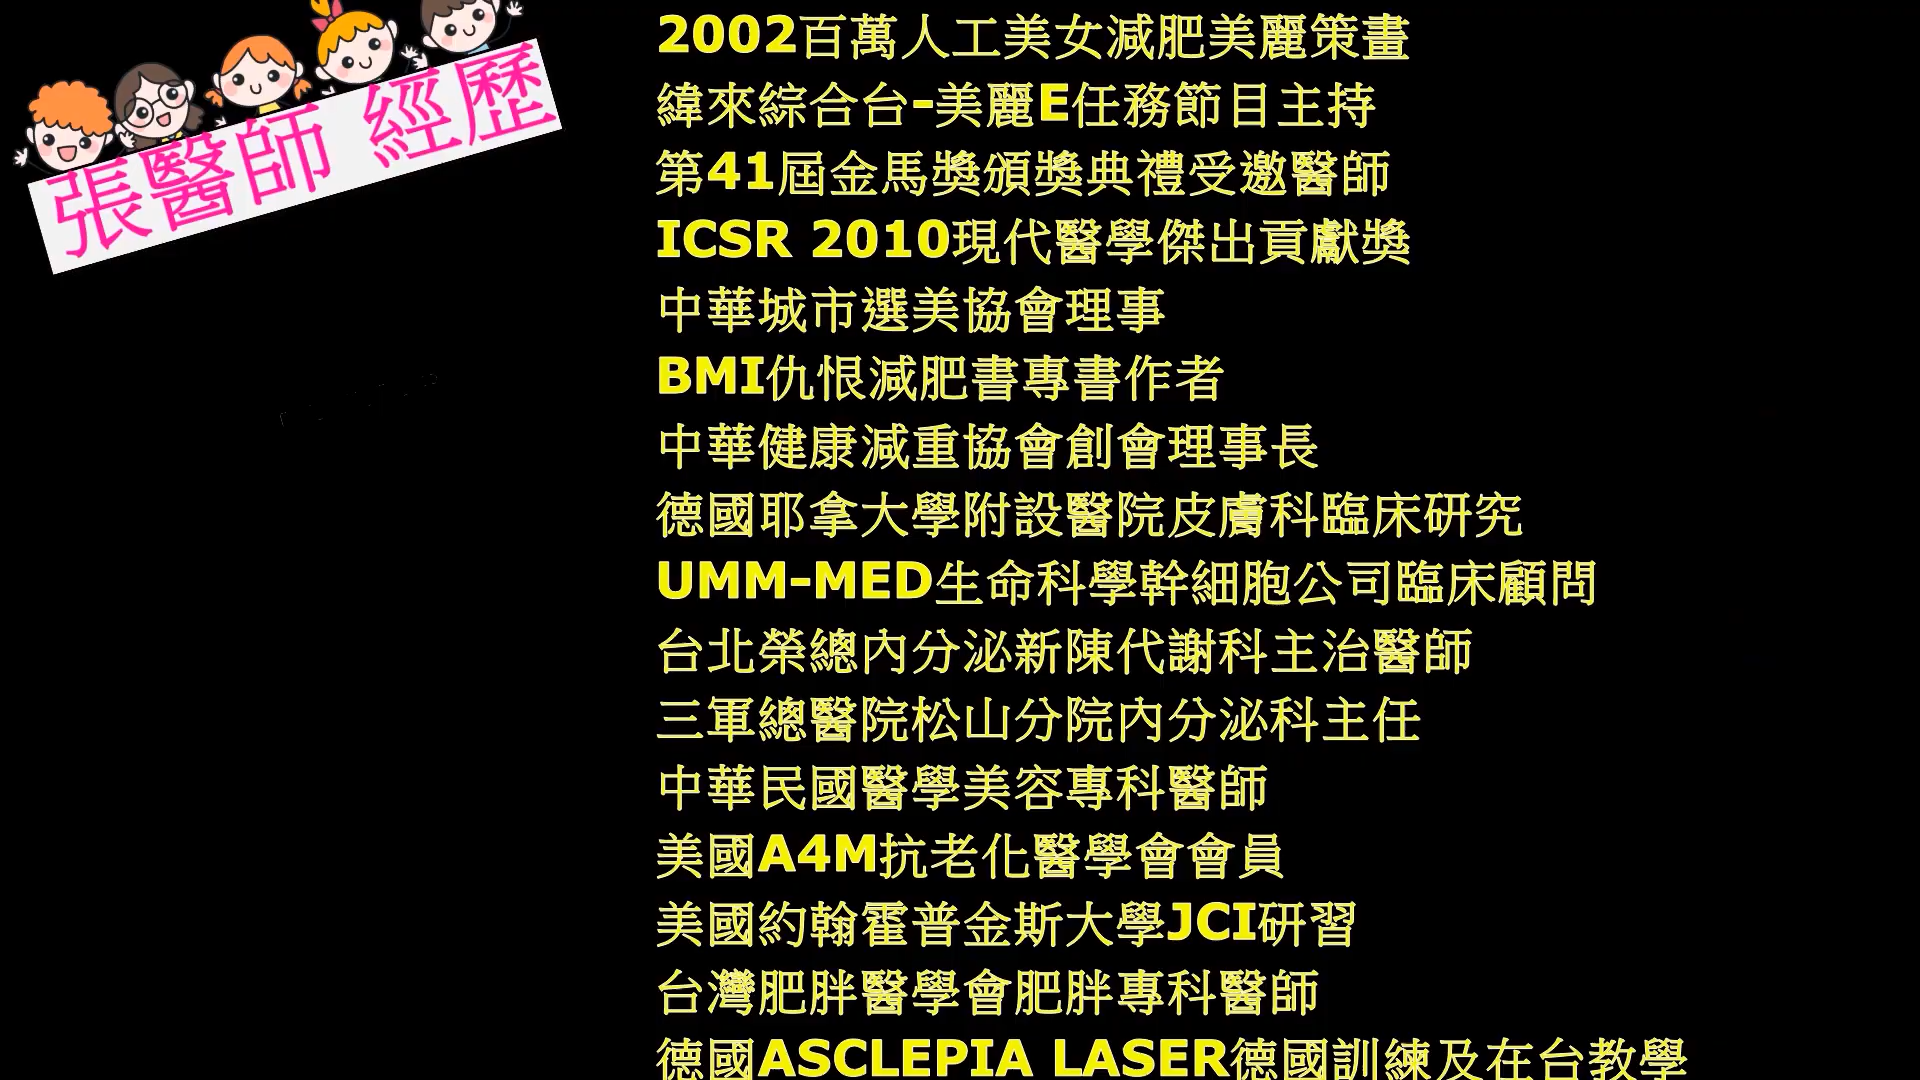 張醫師 經歷
2002百萬人工美女減肥美麗策畫
緯來綜合台-美麗E任務節目主持
第41屆金馬獎頒獎典禮受邀醫師
ICSR 2010現代醫學傑出貢獻獎
中華城市選美協會理事
BMI仇恨減肥書專書作者
中華健康減重協會創會理事長
德國耶拿大學附設醫院皮膚科臨床研究
UMM-MED生命科學幹細胞公司臨床顧問
台北榮總內分泌新陳代謝科主治醫師
三軍總醫院松山分院內分泌科主任
中華民國醫學美容專科醫師
美國A4M抗老化醫學會會員
美國約翰霍普金斯大學JCI研習
台灣肥胖醫學會肥胖專科醫師
德國ASCLEPIA LASER德國訓練及在台教學